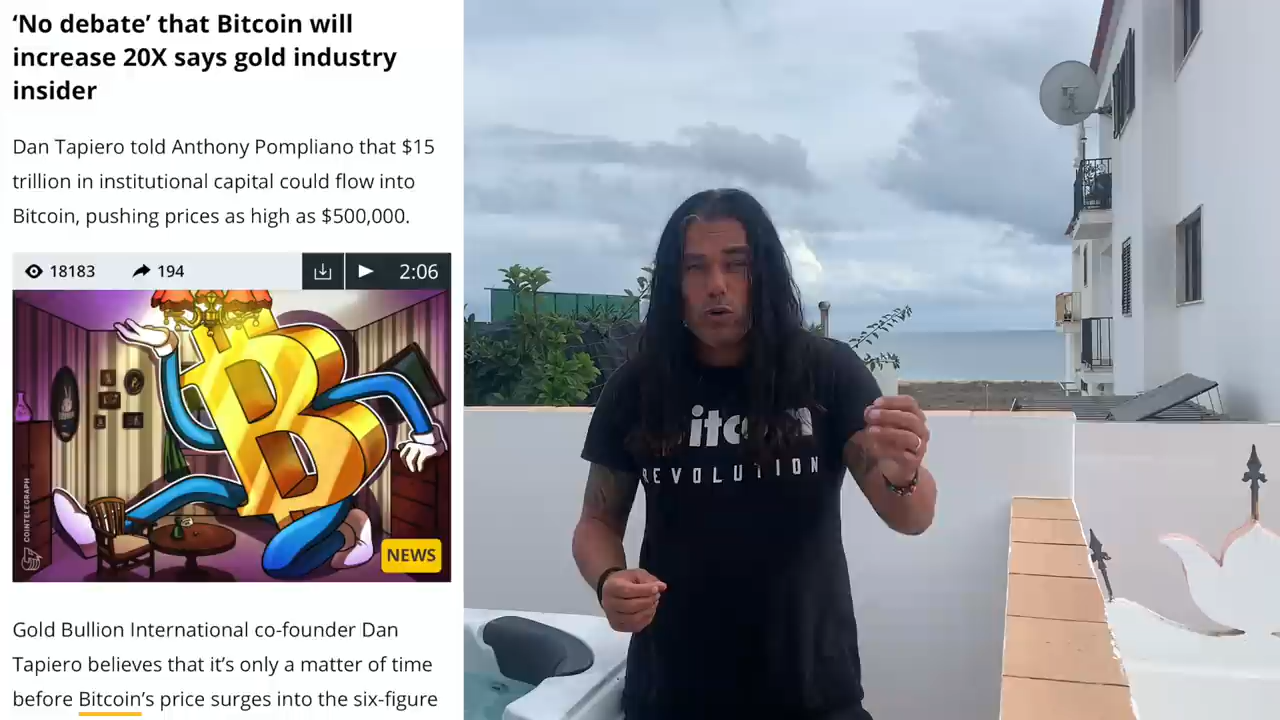 ‘No debate’ that Bitcoin will
increase 20X says gold industry
insider
Dan Tapiero told Anthony Pompliano that $15
trillion in institutional capital could flow into
Bitcoin, pushing prices as high as $500,000.
18183 194 2:06
COINTELEGRAPH
NEWS
Gold Bullion International co-founder Dan
Tapiero believes that it’s only a matter of time
before Bitcoin’s price surges into the six-figure
REVOLUTION